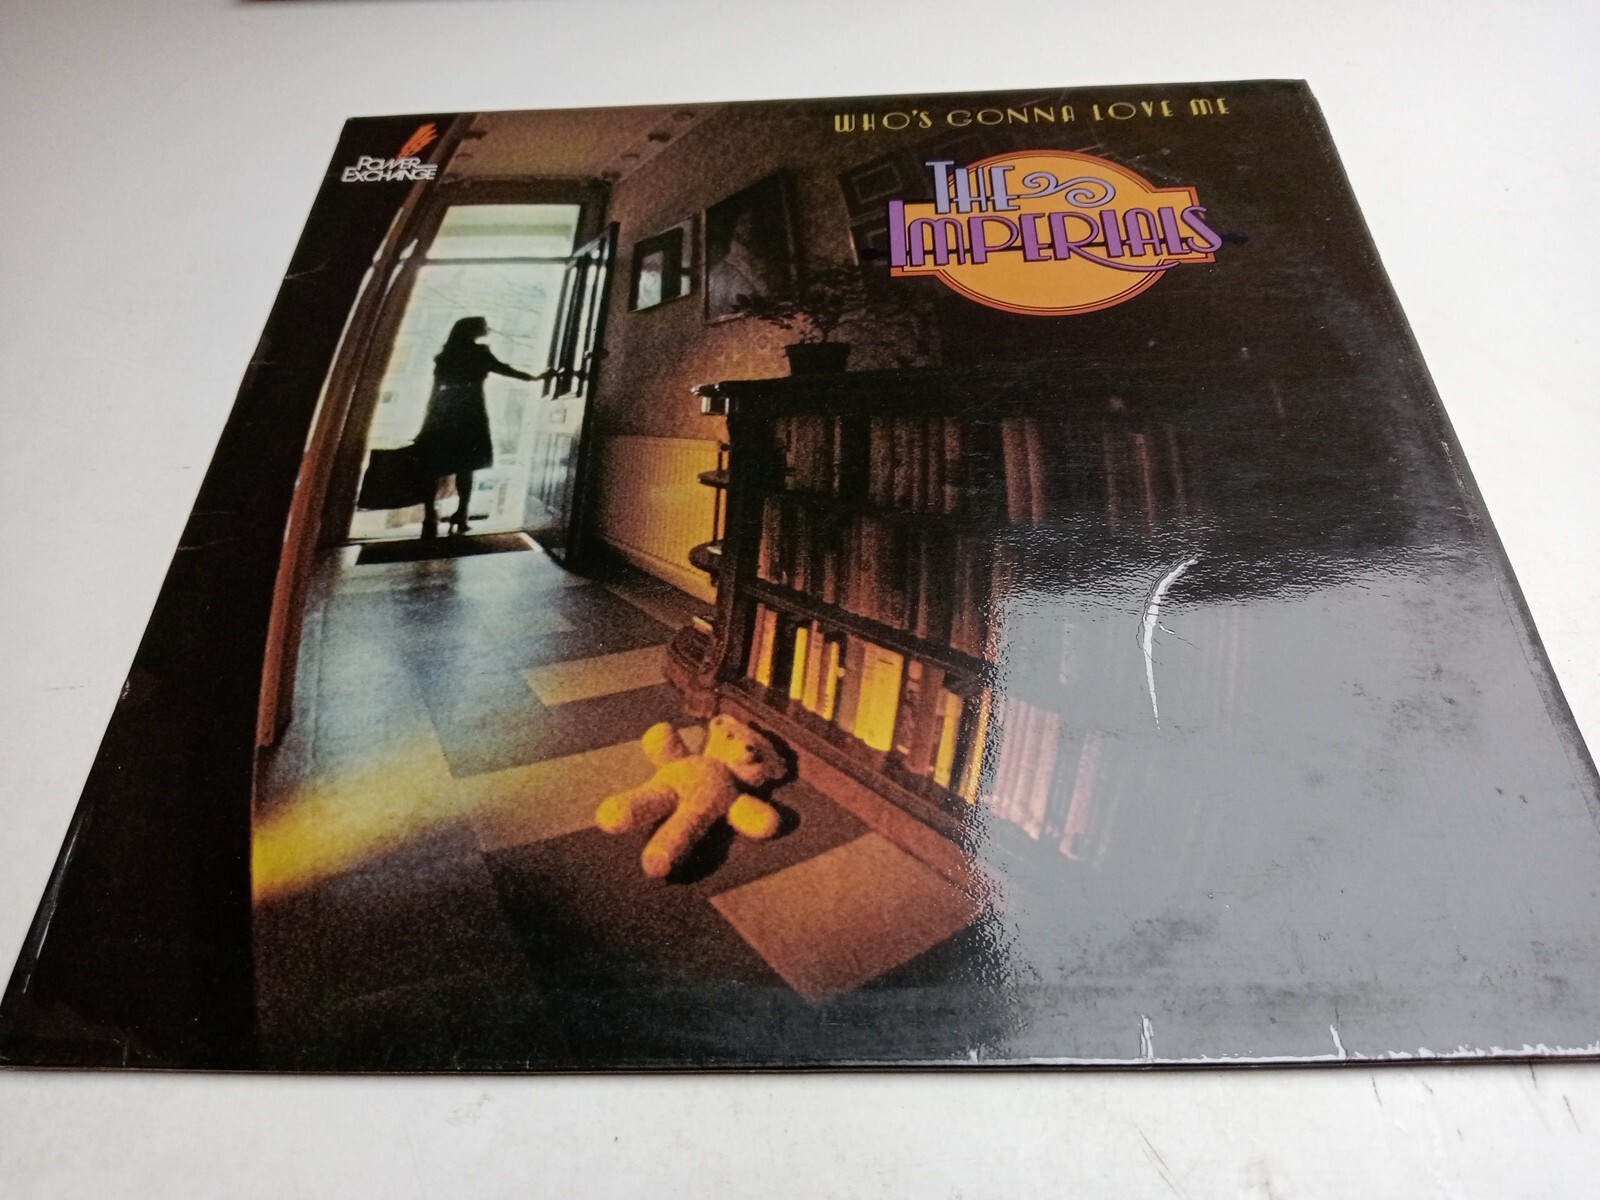 WHO'S GONNA LOVE ME
POWER
EXCHANGE
THE
IMPERIALS